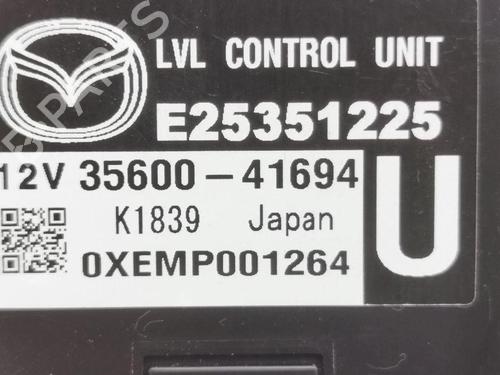 LVL CONTROL UNIT
E25351225
12V 35600-41694
K1839 Japan
0XEMP001264
U